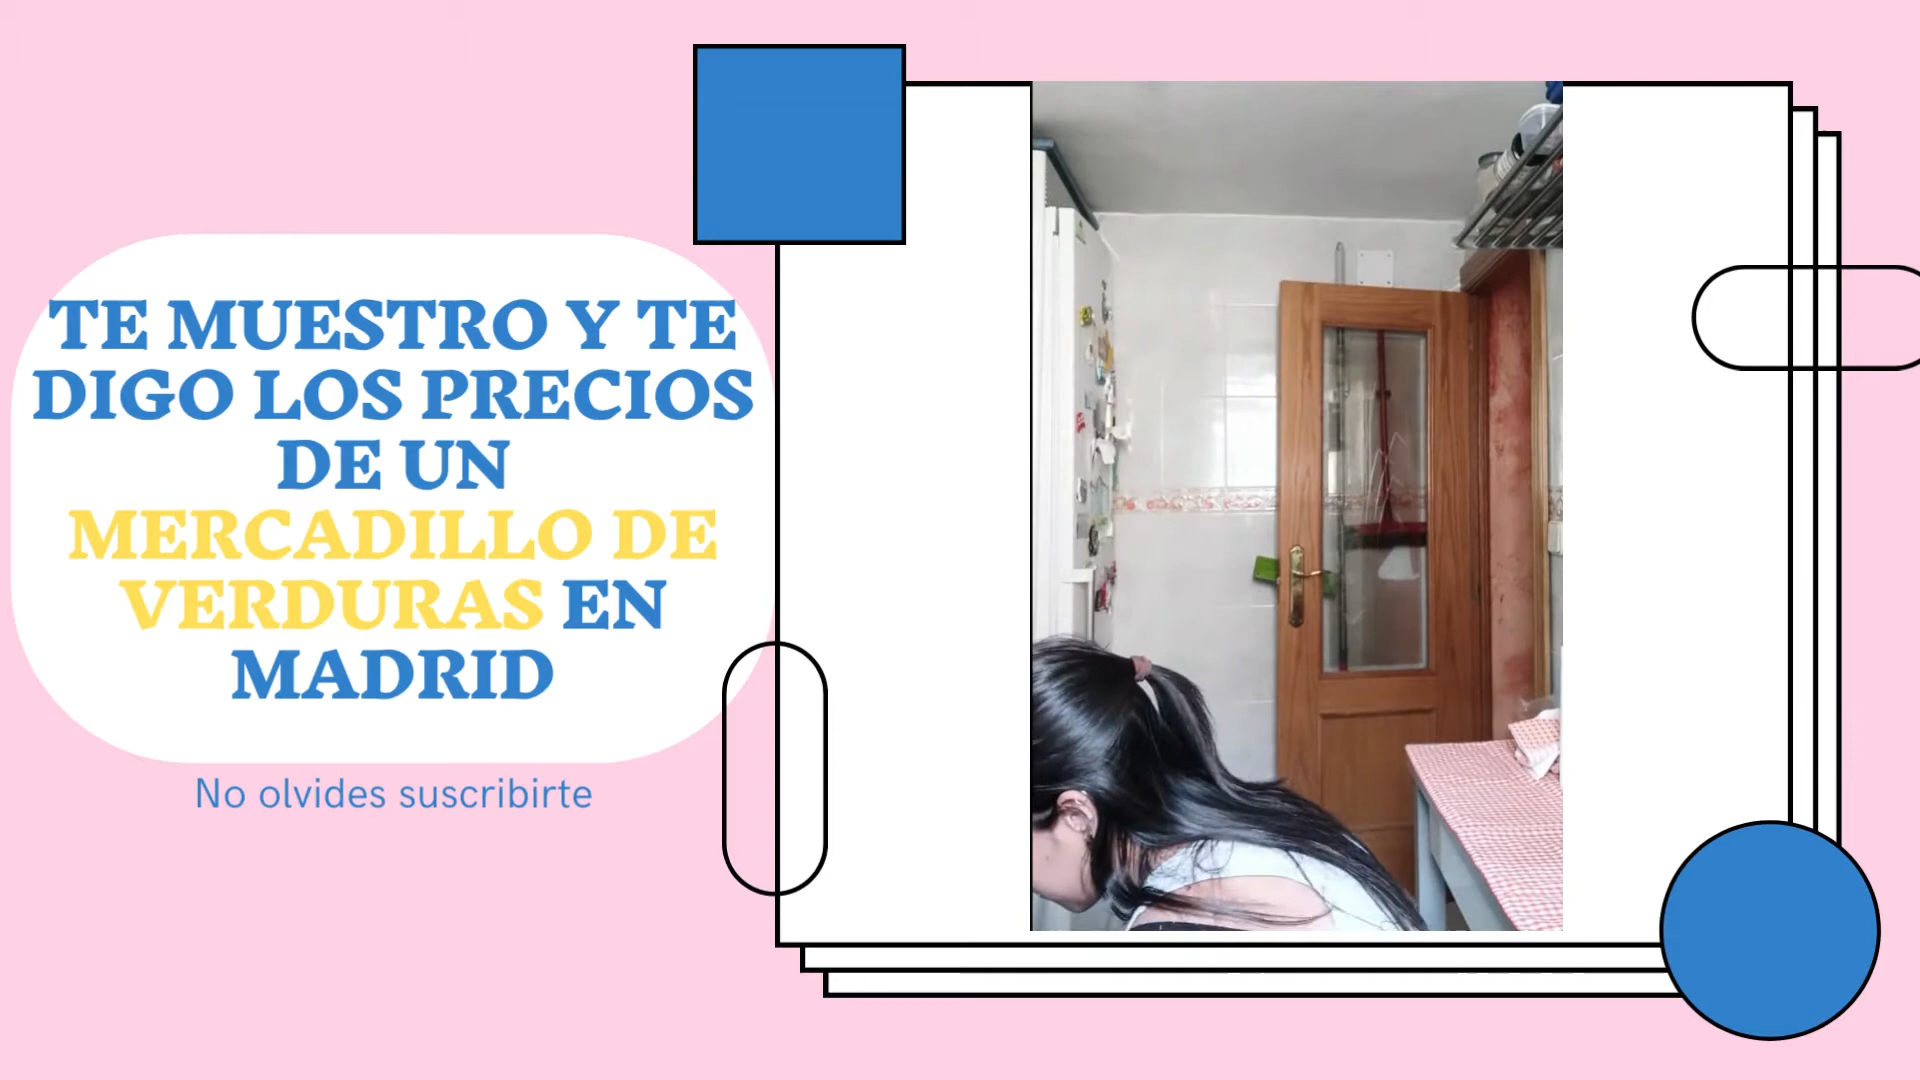 TE MUESTRO Y TE
DIGO LOS PRECIOS
DE UN
MERCADILLO DE
VERDURAS EN
MADRID
No olvides suscribirte